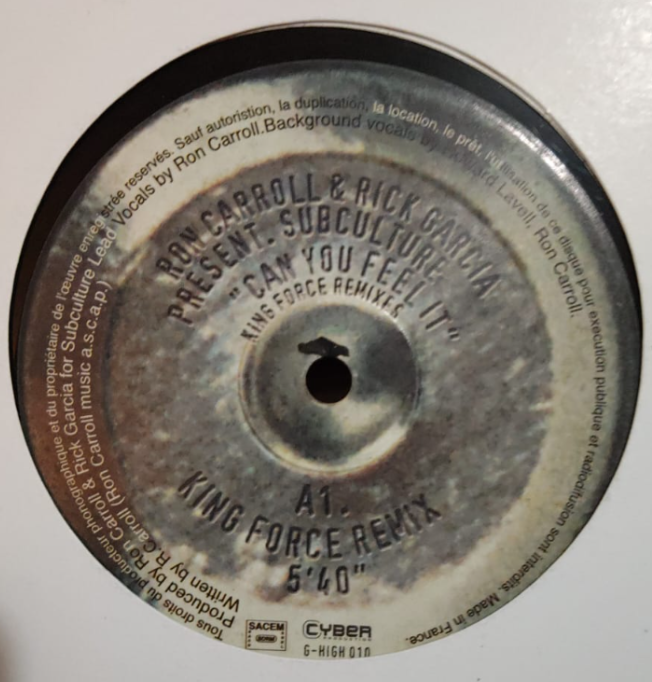 RON CARROLL & RICK GARCIA
PRESENT. SUBCULTURE
"CAN YOU FEEL IT"
KING FORCE REMIXES
A1.
KING FORCE REMIX
5'40"
Tous droits du producteur phonographique et du propriétaire de l'œuvre enregistrée reservés. Sauf autoristion, la duplication, la location, le prêt, l'utilisation de ce disque pour exécution publique et radiodifusion sont interdits. Made in France.
Produced by Ron Carroll & Rick Garcia for Subculture Lead Vocals by Ron Carroll.Background vocals by Lavell, Ron Carroll.
Written by R.Carroll (Ron Carroll music a.s.c.a.p.)
SACEM
CYBER
PRODUCTION
G-HIGH 010